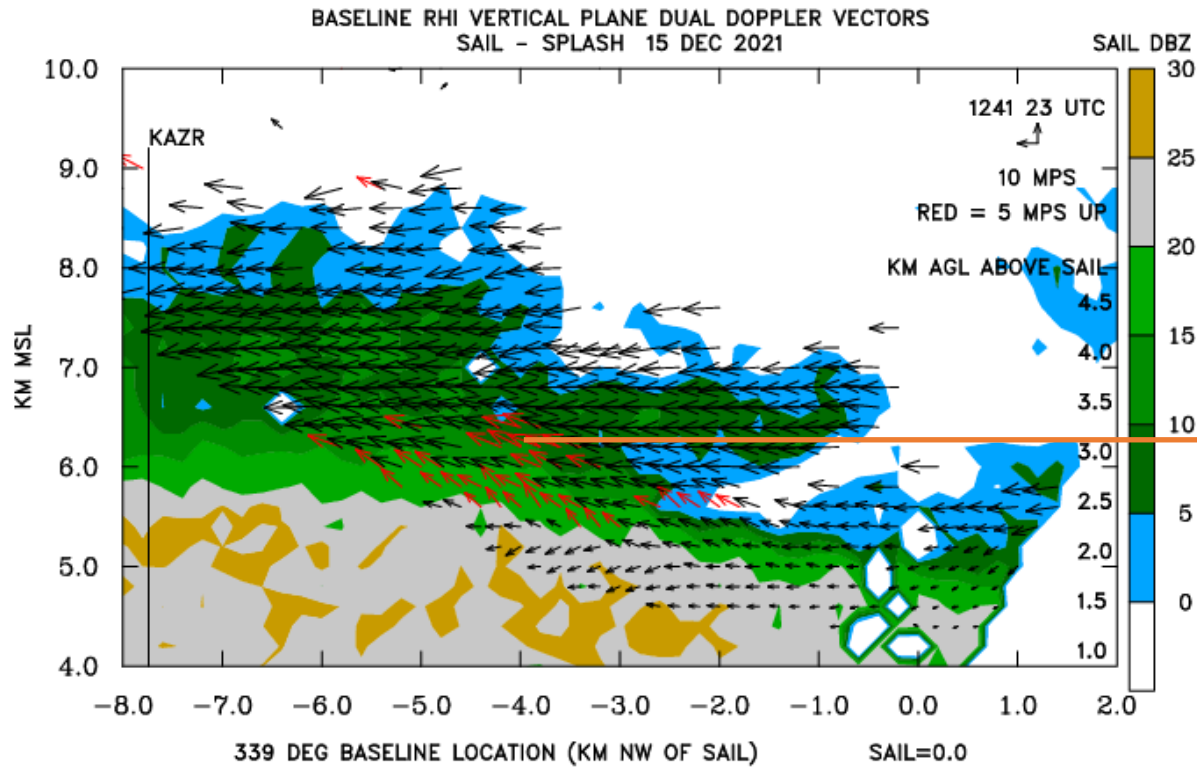 BASELINE RHI VERTICAL PLANE DUAL DOPPLER VECTORS
SAIL - SPLASH 15 DEC 2021
SAIL DBZ
10.0
9.0
8.0
7.0
6.0
5.0
4.0
KM MSL
KAZR
1241 23 UTC
10 MPS
RED = 5 MPS UP
KM AGL ABOVE SAIL
4.5
4.0
3.5
3.0
2.5
2.0
1.5
1.0
30
25
20
15
10
5
0
-8.0 -7.0 -6.0 -5.0 -4.0 -3.0 -2.0 -1.0 0.0 1.0 2.0
339 DEG BASELINE LOCATION (KM NW OF SAIL) SAIL=0.0